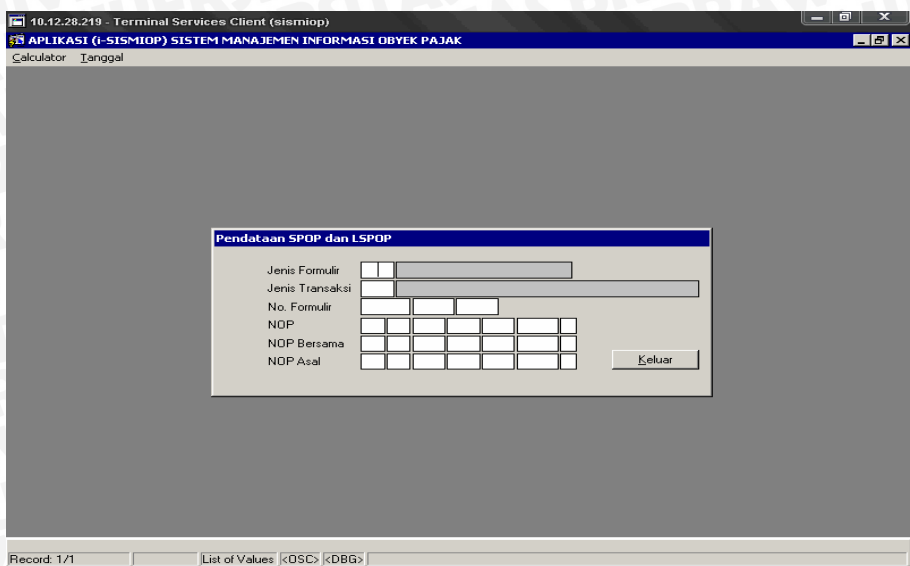 10.12.28.219 - Terminal Services Client (sismiop)
APLIKASI (i-SISMIOP) SISTEM MANAJEMEN INFORMASI OBYEK PAJAK
Calculator Tanggal
Pendataan SPOP dan LSPOP
Jenis Formulir
Jenis Transaksi
No. Formulir
NOP
NOP Bersama
NOP Asal
Keluar
Record: 1/1 List of Values <OSC> <DBG>